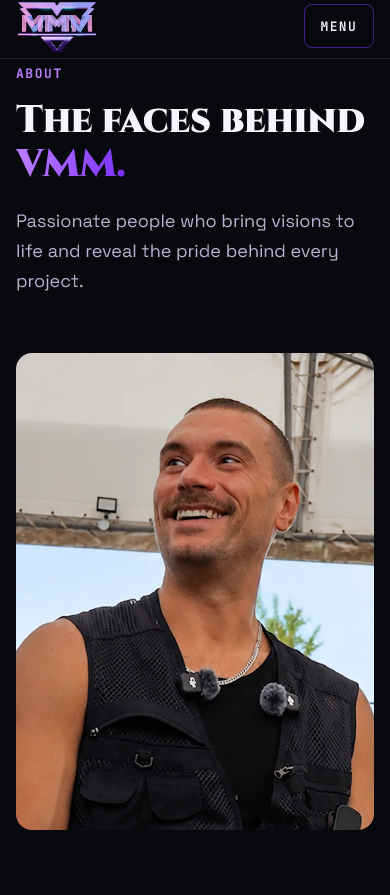 VMM
MENU
ABOUT
THE FACES BEHIND
VMM.
Passionate people who bring visions to
life and reveal the pride behind every
project.